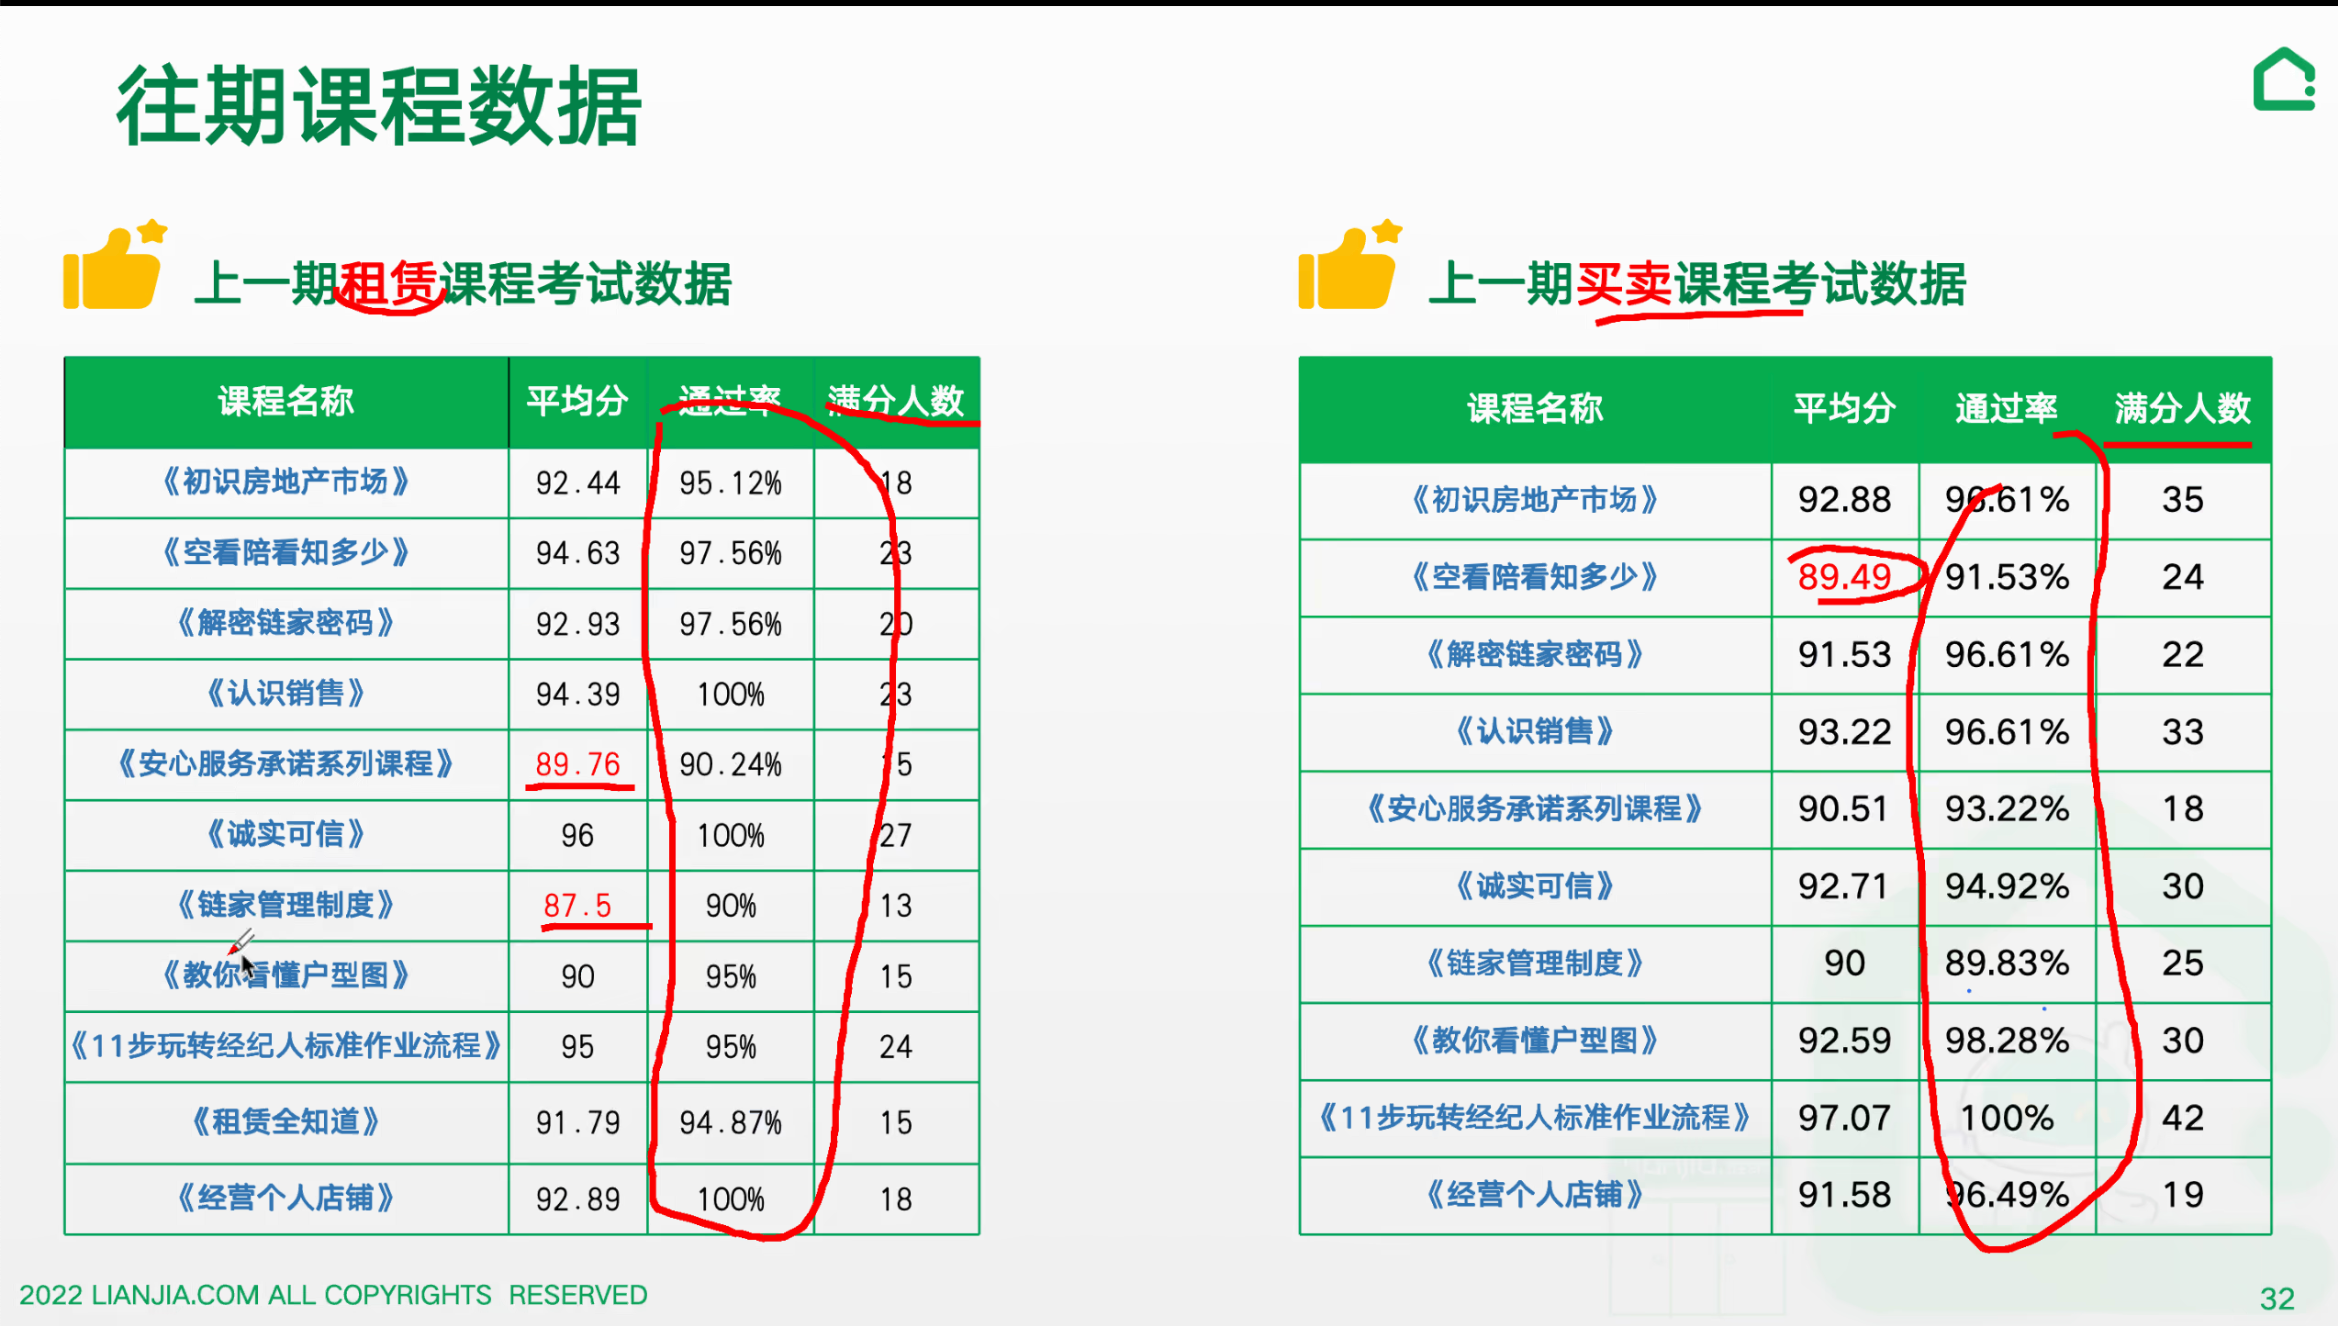 往期课程数据
上一期租赁课程考试数据
课程名称 平均分 通过率 满分人数
《初识房地产市场》 92.44 95.12% 18
《空看陪看知多少》 94.63 97.56% 23
《解密链家密码》 92.93 97.56% 20
《认识销售》 94.39 100% 23
《安心服务承诺系列课程》 89.76 90.24% 15
《诚实可信》 96 100% 27
《链家管理制度》 87.5 90% 13
《教你看懂户型图》 90 95% 15
《11步玩转经纪人标准作业流程》 95 95% 24
《租赁全知道》 91.79 94.87% 15
《经营个人店铺》 92.89 100% 18
上一期买卖课程考试数据
课程名称 平均分 通过率 满分人数
《初识房地产市场》 92.88 96.61% 35
《空看陪看知多少》 89.49 91.53% 24
《解密链家密码》 91.53 96.61% 22
《认识销售》 93.22 96.61% 33
《安心服务承诺系列课程》 90.51 93.22% 18
《诚实可信》 92.71 94.92% 30
《链家管理制度》 90 89.83% 25
《教你看懂户型图》 92.59 98.28% 30
《11步玩转经纪人标准作业流程》 97.07 100% 42
《经营个人店铺》 91.58 96.49% 19
2022 LIANJIA.COM ALL COPYRIGHTS RESERVED
32